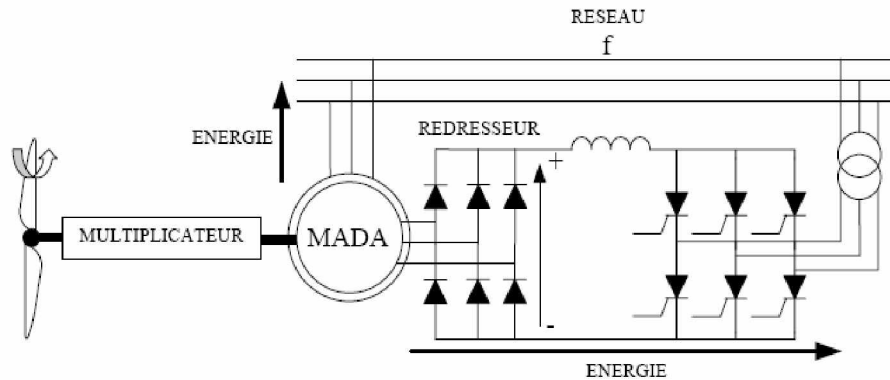 RESEAU
f
ENERGIE
REDRESSEUR
+
MULTIPLICATEUR
MADA
-
ENERGIE